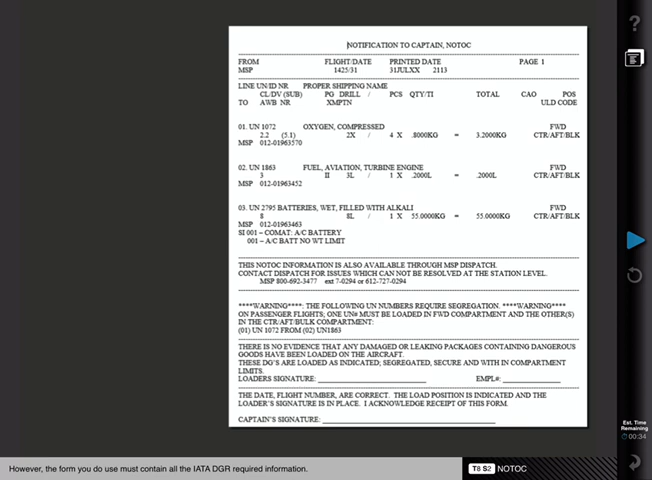 NOTIFICATION TO CAPTAIN, NOTOC
FROM FLIGHT/DATE PRINTED DATE PAGE 1
MSP 1425/31 31JULXX 2113
LINE UN/ID NR PROPER SHIPPING NAME
CL/DV (SUB) PG DRILL / PCS QTY/TI TOTAL CAO POS
TO AWB NR XMPTN ULD CODE
01. UN 1072 OXYGEN, COMPRESSED FWD
2.2 (5.1) 2X / 4 X .8000KG = 3.2000KG CTR/AFT/BLK
MSP 012-01963570
02. UN 1863 FUEL, AVIATION, TURBINE ENGINE FWD
3 II 3L / 1 X .2000L = .2000L CTR/AFT/BLK
MSP 012-01963452
03. UN 2795 BATTERIES, WET, FILLED WITH ALKALI FWD
8 8L / 1 X 55.0000KG = 55.0000KG CTR/AFT/BLK
MSP 012-01963463
SI 001 – COMAT: A/C BATTERY
001 – A/C BATT NO WT LIMIT
THIS NOTOC INFORMATION IS ALSO AVAILABLE THROUGH MSP DISPATCH.
CONTACT DISPATCH FOR ISSUES WHICH CAN NOT BE RESOLVED AT THE STATION LEVEL.
MSP 800-692-3477 ext 7-0294 or 612-727-0294
****WARNING****: THE FOLLOWING UN NUMBERS REQUIRE SEGREGATION. ****WARNING****
ON PASSENGER FLIGHTS; ONE UN# MUST BE LOADED IN FWD COMPARTMENT AND THE OTHER(S)
IN THE CTR/AFT/BULK COMPARTMENT:
(01) UN 1072 FROM (02) UN1863
THERE IS NO EVIDENCE THAT ANY DAMAGED OR LEAKING PACKAGES CONTAINING DANGEROUS
GOODS HAVE BEEN LOADED ON THE AIRCRAFT.
THESE DG'S ARE LOADED AS INDICATED; SEGREGATED, SECURE AND WITH IN COMPARTMENT
LIMITS.
LOADERS SIGNATURE: EMPL#:
THE DATE, FLIGHT NUMBER, ARE CORRECT. THE LOAD POSITION IS INDICATED AND THE
LOADER'S SIGNATURE IS IN PLACE. I ACKNOWLEDGE RECEIPT OF THIS FORM.
CAPTAIN'S SIGNATURE:
?
Est. Time
Remaining
00:34
However, the form you do use must contain all the IATA DGR required information.
T8 S2 NOTOC